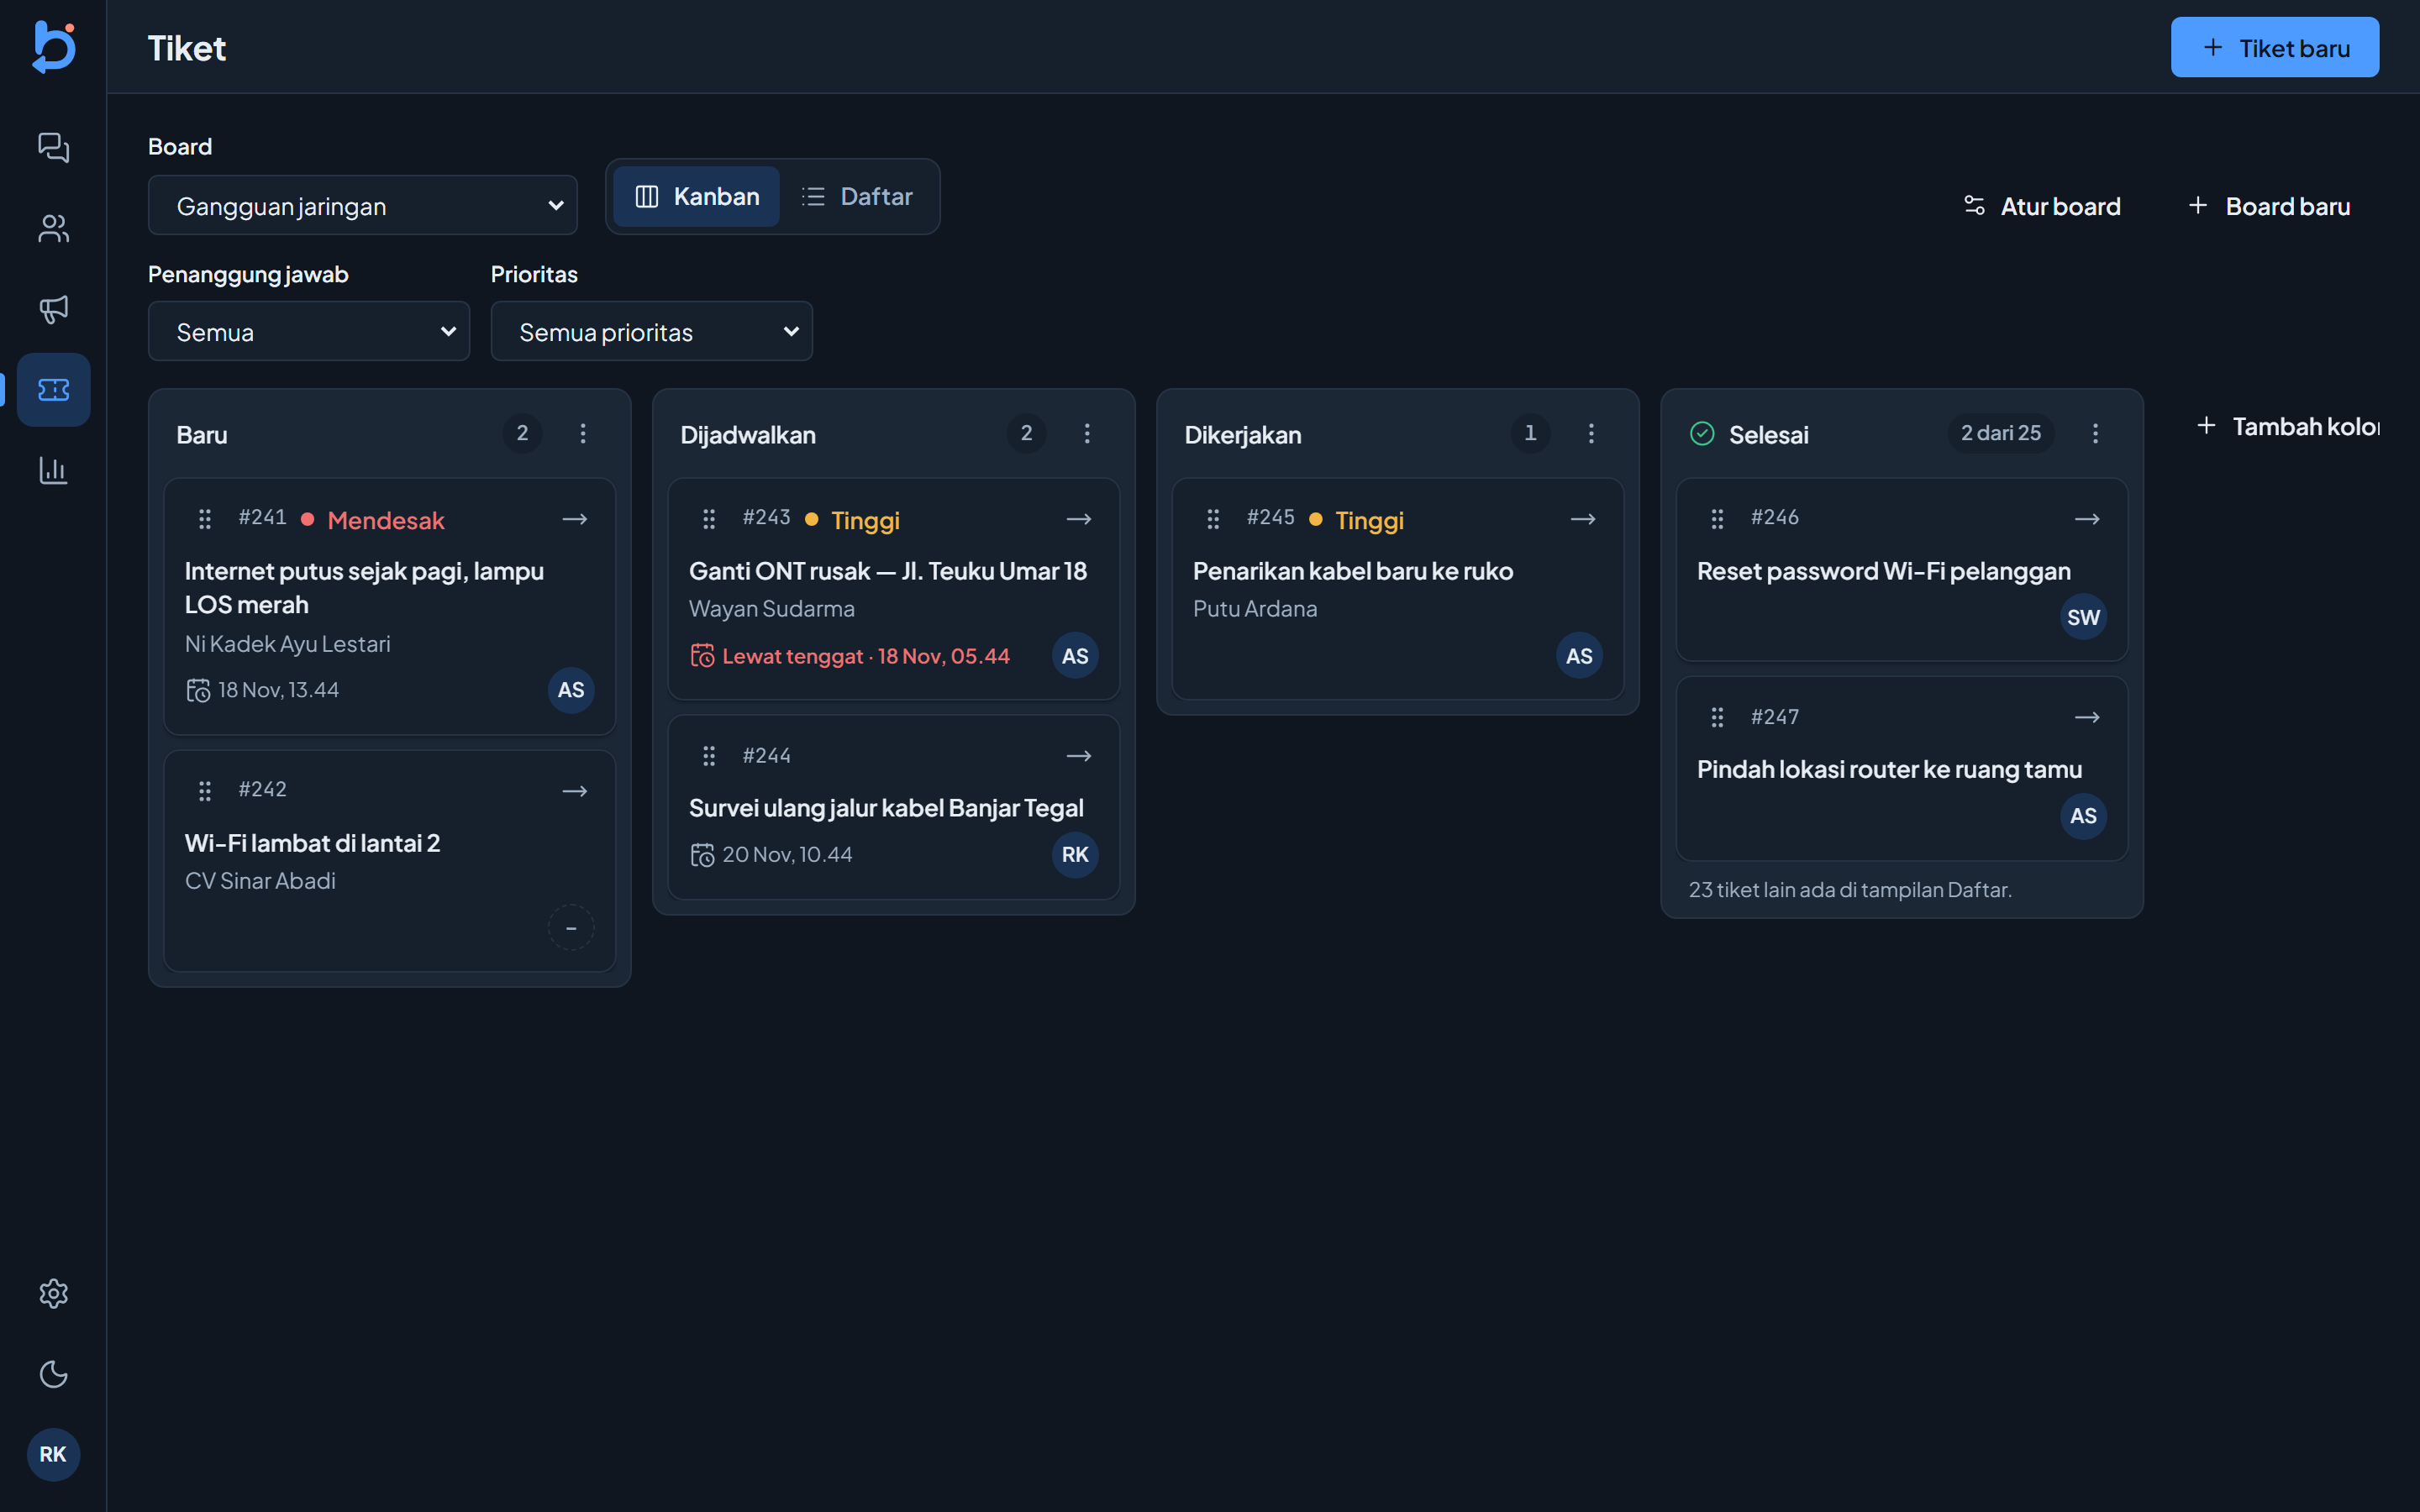 Tiket
+ Tiket baru
Board
Gangguan jaringan
Kanban
Daftar
Atur board
+ Board baru
Penanggung jawab
Prioritas
Semua
Semua prioritas
Baru
2
#241
Mendesak
Internet putus sejak pagi, lampu
LOS merah
Ni Kadek Ayu Lestari
18 Nov, 13.44
AS
#242
Wi-Fi lambat di lantai 2
CV Sinar Abadi
–
Dijadwalkan
2
#243
Tinggi
Ganti ONT rusak — Jl. Teuku Umar 18
Wayan Sudarma
Lewat tenggat · 18 Nov, 05.44
AS
#244
Survei ulang jalur kabel Banjar Tegal
20 Nov, 10.44
RK
Dikerjakan
1
#245
Tinggi
Penarikan kabel baru ke ruko
Putu Ardana
AS
Selesai
2 dari 25
#246
Reset password Wi-Fi pelanggan
SW
#247
Pindah lokasi router ke ruang tamu
AS
23 tiket lain ada di tampilan Daftar.
+ Tambah kolo
RK